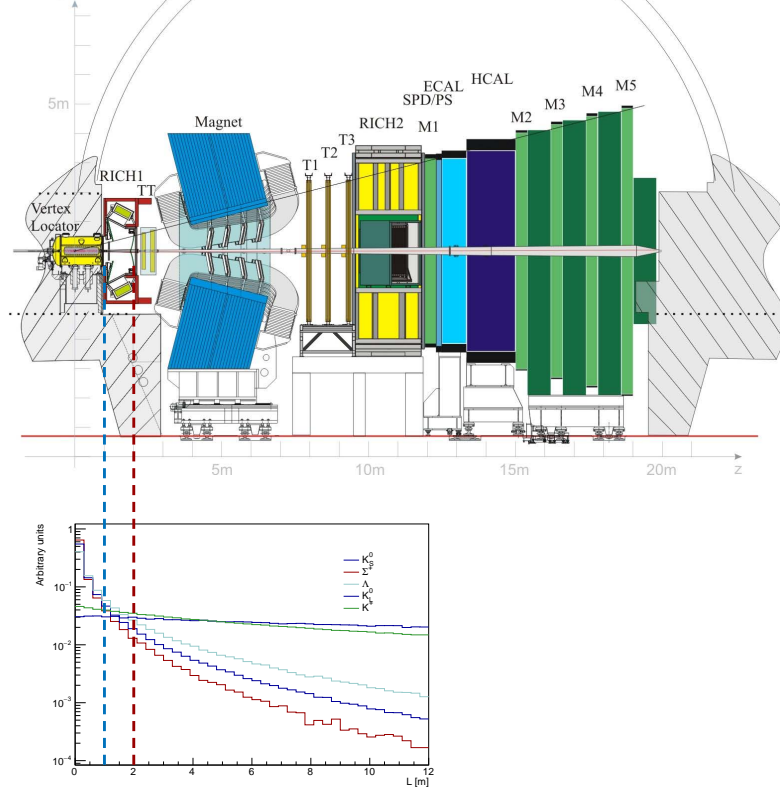 ECAL HCAL
SPD/PS
M5
M4
M3
M2
5m
Magnet
RICH2 M1
T3
T2
T1
RICH1
TT
Vertex
Locator
5m 10m 15m 20m z
Arbitrary units
1
10⁻¹
10⁻²
10⁻³
10⁻⁴
K⁰_S
Σ⁺
Λ
K⁰_L
K⁺
0 2 4 6 8 10 12
L [m]